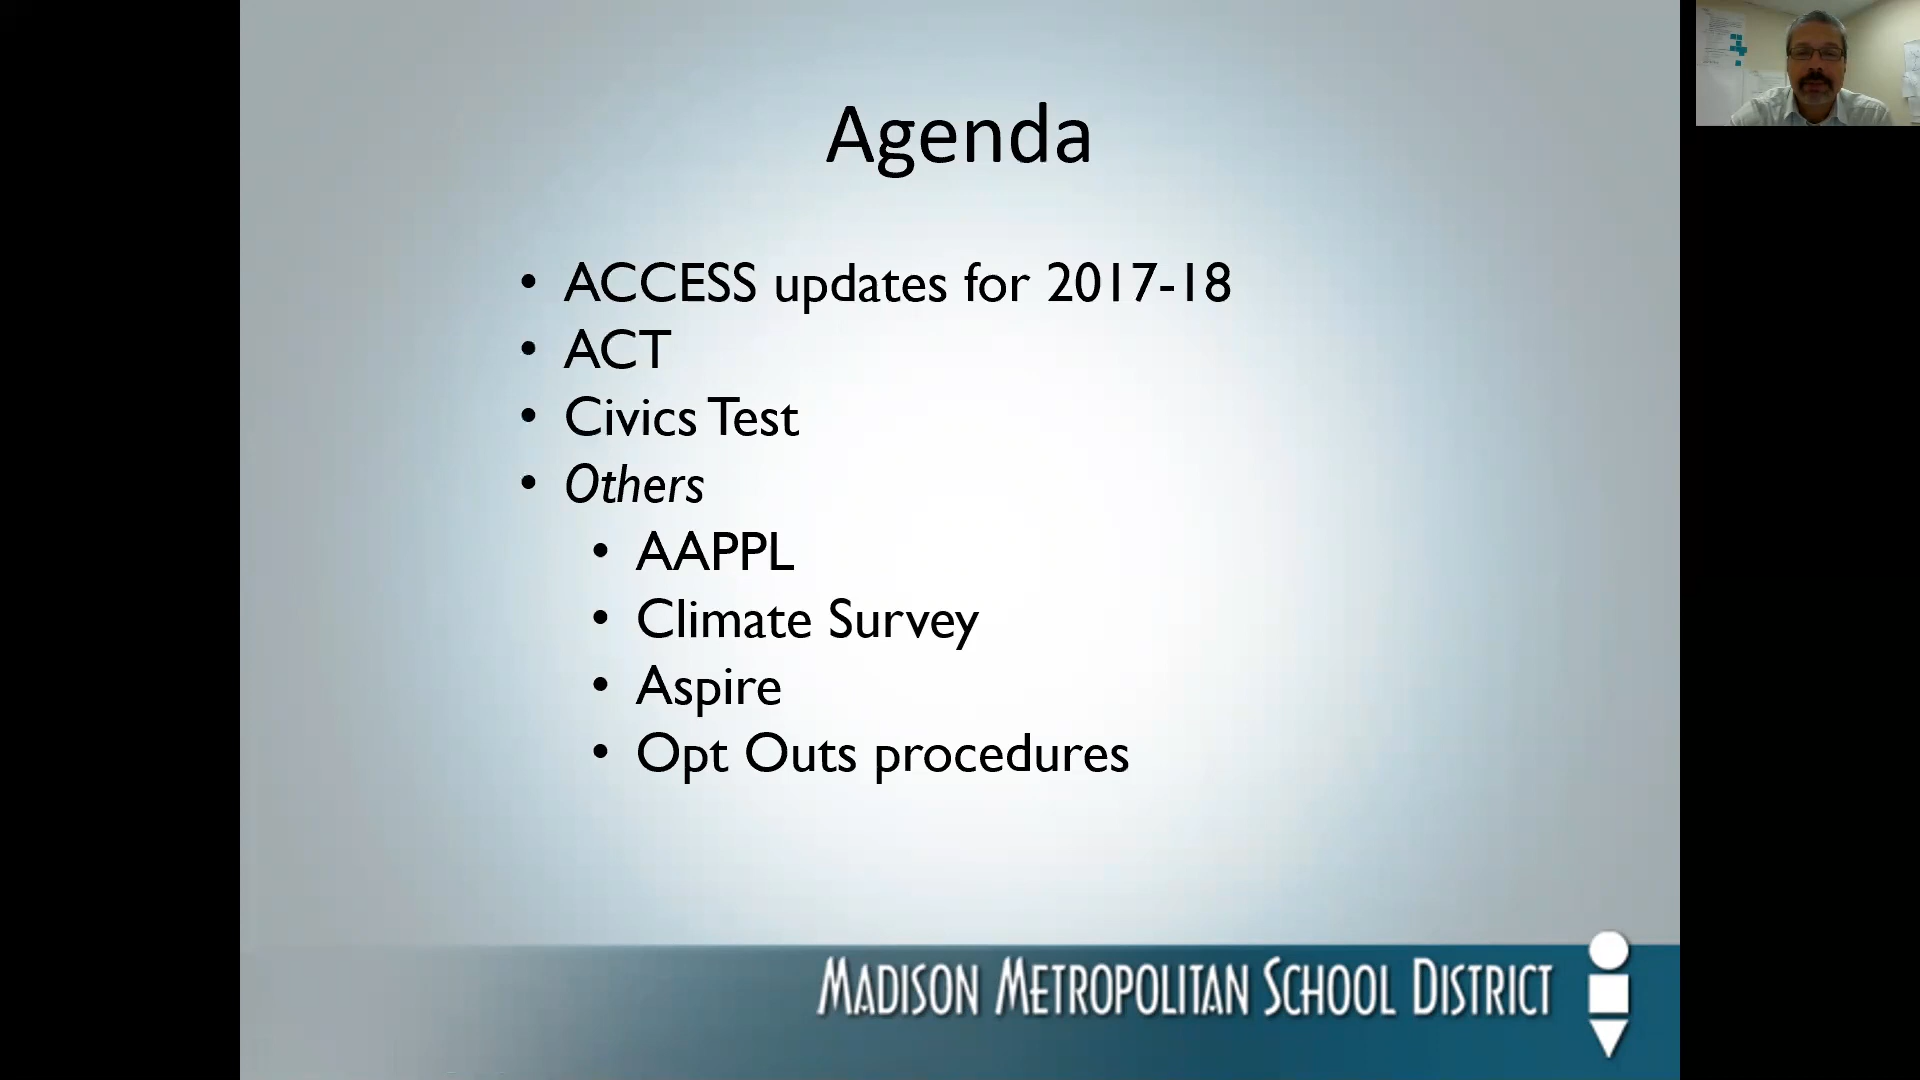 Agenda
• ACCESS updates for 2017-18
• ACT
• Civics Test
• Others
• AAPPL
• Climate Survey
• Aspire
• Opt Outs procedures
MADISON METROPOLITAN SCHOOL DISTRICT